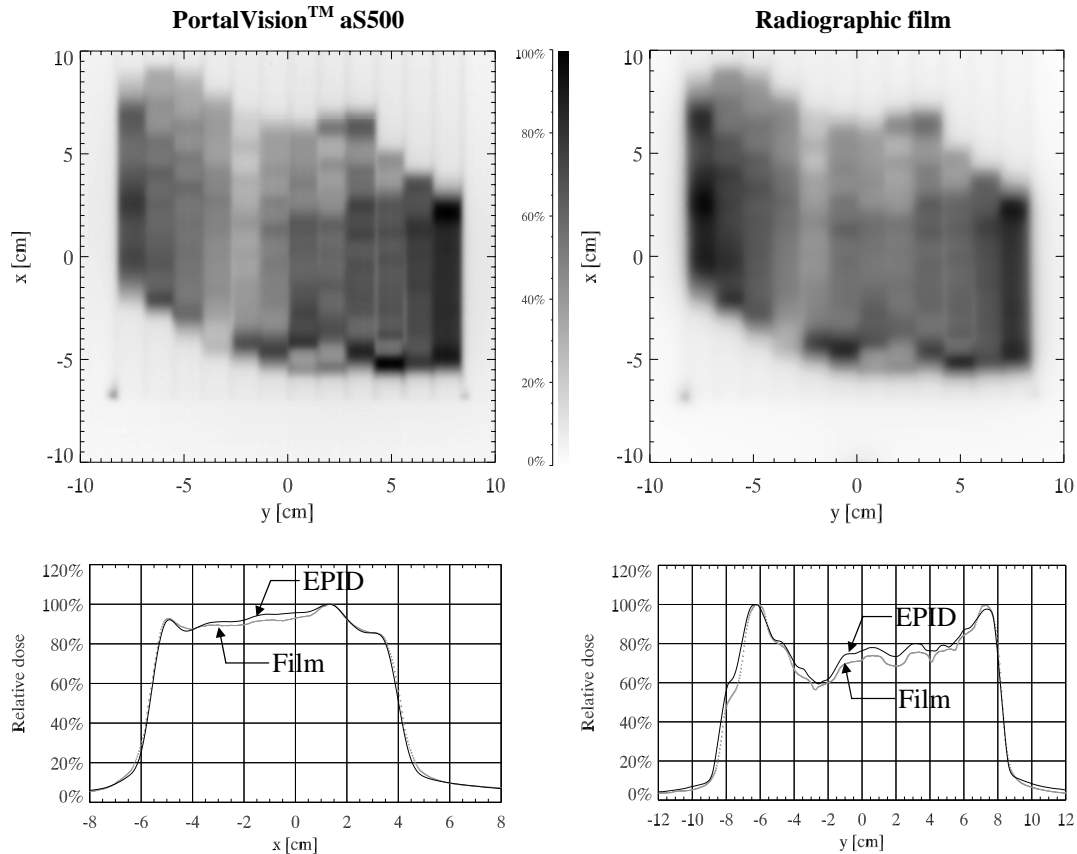 PortalVision™ aS500
Radiographic film
10
5
0
-5
-10
x [cm]
-10 -5 0 5 10
y [cm]
100%
80%
60%
40%
20%
0%
10
5
0
-5
-10
x [cm]
-10 -5 0 5 10
y [cm]
120%
100%
80%
60%
40%
20%
0%
Relative dose
EPID
Film
-8 -6 -4 -2 0 2 4 6 8
x [cm]
120%
100%
80%
60%
40%
20%
0%
Relative dose
EPID
Film
-12 -10 -8 -6 -4 -2 0 2 4 6 8 10 12
y [cm]